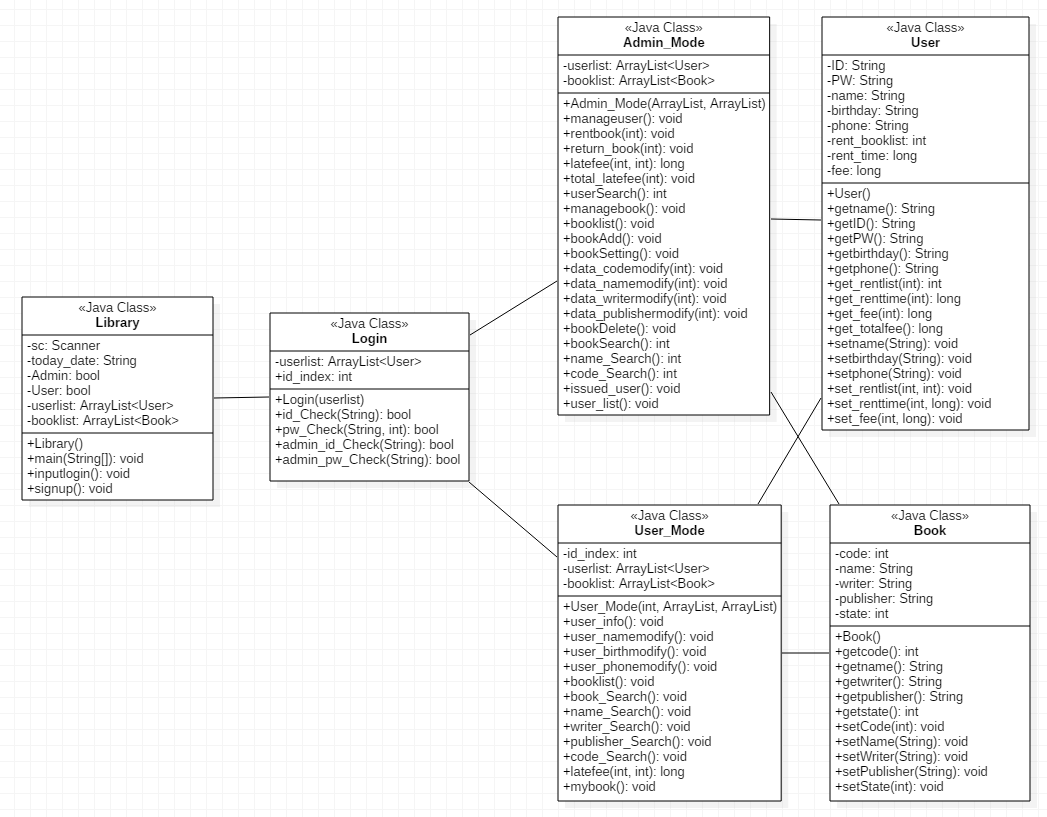 «Java Class»
Library
-sc: Scanner
-today_date: String
-Admin: bool
-User: bool
-userlist: ArrayList<User>
-booklist: ArrayList<Book>
+Library()
+main(String[]): void
+inputlogin(): void
+signup(): void
«Java Class»
Login
-userlist: ArrayList<User>
+id_index: int
+Login(userlist)
+id_Check(String): bool
+pw_Check(String, int): bool
+admin_id_Check(String): bool
+admin_pw_Check(String): bool
«Java Class»
Admin_Mode
-userlist: ArrayList<User>
-booklist: ArrayList<Book>
+Admin_Mode(ArrayList, ArrayList)
+manageuser(): void
+rentbook(int): void
+return_book(int): void
+latefee(int, int): long
+total_latefee(int): void
+userSearch(): int
+managebook(): void
+booklist(): void
+bookAdd(): void
+bookSetting(): void
+data_codemodify(int): void
+data_namemodify(int): void
+data_writermodify(int): void
+data_publishermodify(int): void
+bookDelete(): void
+bookSearch(): int
+name_Search(): int
+code_Search(): int
+issued_user(): void
+user_list(): void
«Java Class»
User
-ID: String
-PW: String
-name: String
-birthday: String
-phone: String
-rent_booklist: int
-rent_time: long
-fee: long
+User()
+getname(): String
+getID(): String
+getPW(): String
+getbirthday(): String
+getphone(): String
+get_rentlist(int): int
+get_renttime(int): long
+get_fee(int): long
+get_totalfee(): long
+setname(String): void
+setbirthday(String): void
+setphone(String): void
+set_rentlist(int, int): void
+set_renttime(int, long): void
+set_fee(int, long): void
«Java Class»
User_Mode
-id_index: int
-userlist: ArrayList<User>
-booklist: ArrayList<Book>
+User_Mode(int, ArrayList, ArrayList)
+user_info(): void
+user_namemodify(): void
+user_birthmodify(): void
+user_phonemodify(): void
+booklist(): void
+book_Search(): void
+name_Search(): void
+writer_Search(): void
+publisher_Search(): void
+code_Search(): void
+latefee(int, int): long
+mybook(): void
«Java Class»
Book
-code: int
-name: String
-writer: String
-publisher: String
-state: int
+Book()
+getcode(): int
+getname(): String
+getwriter(): String
+getpublisher(): String
+getstate(): int
+setCode(int): void
+setName(String): void
+setWriter(String): void
+setPublisher(String): void
+setState(int): void